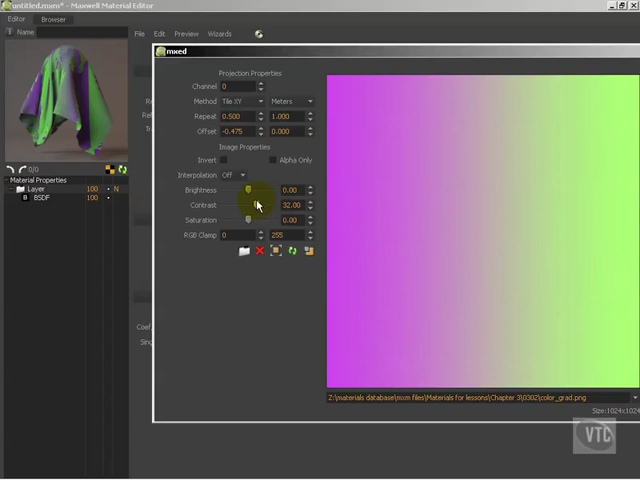 untitled.mxm* - Maxwell Material Editor
Editor Browser
Name File Edit Preview Wizards
mxed
Projection Properties
Channel 0
Method Tile XY Meters
Repeat 0.500 1.000
Offset -0.475 0.000
Image Properties
Invert Alpha Only
Interpolation Off
Brightness 0.00
Contrast 32.00
Saturation 0.00
RGB Clamp 0 255
0/0
Material Properties
Layer 100 N
BSDF 100
Z:\materials database\mxm files\Materials for lessons\Chapter 3\0302\color_grad.png
Size:1024x1024
VTC